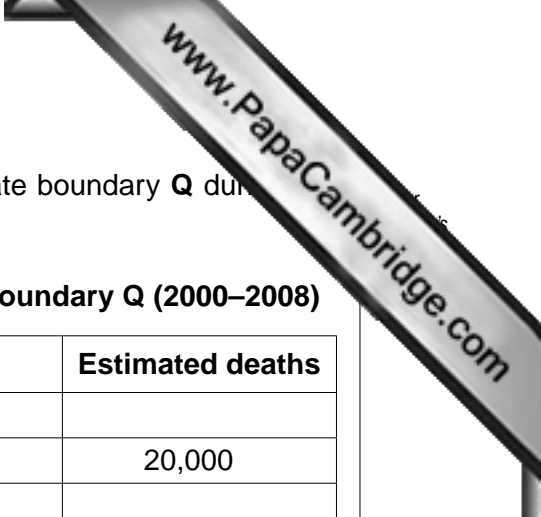 www.PapaCambridge.com
ate boundary Q du
oundary Q (2000–2008)
Estimated deaths
20,000